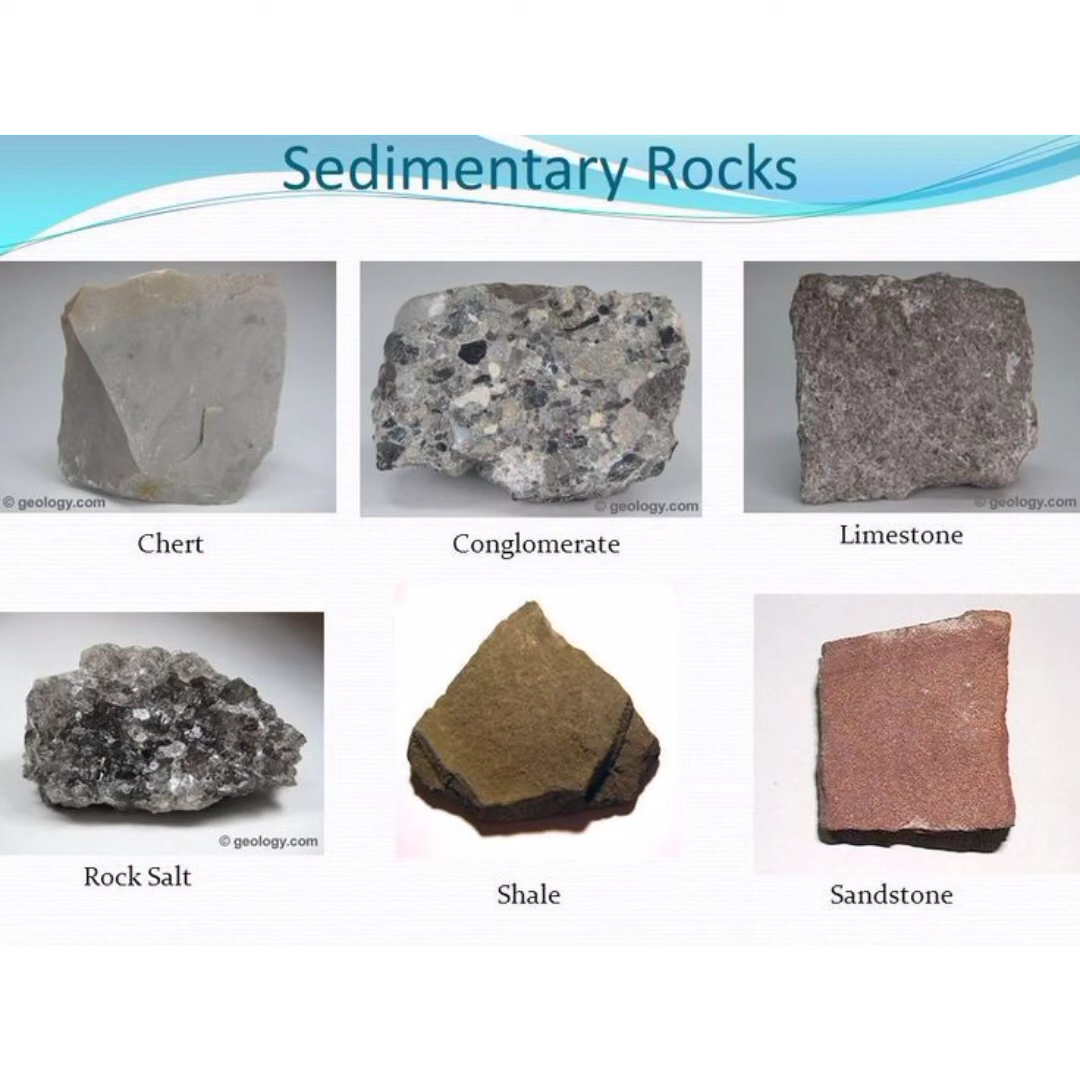 Sedimentary Rocks
© geology.com
© geology.com
© geology.com
Chert
Conglomerate
Limestone
© geology.com
Rock Salt
Shale
Sandstone